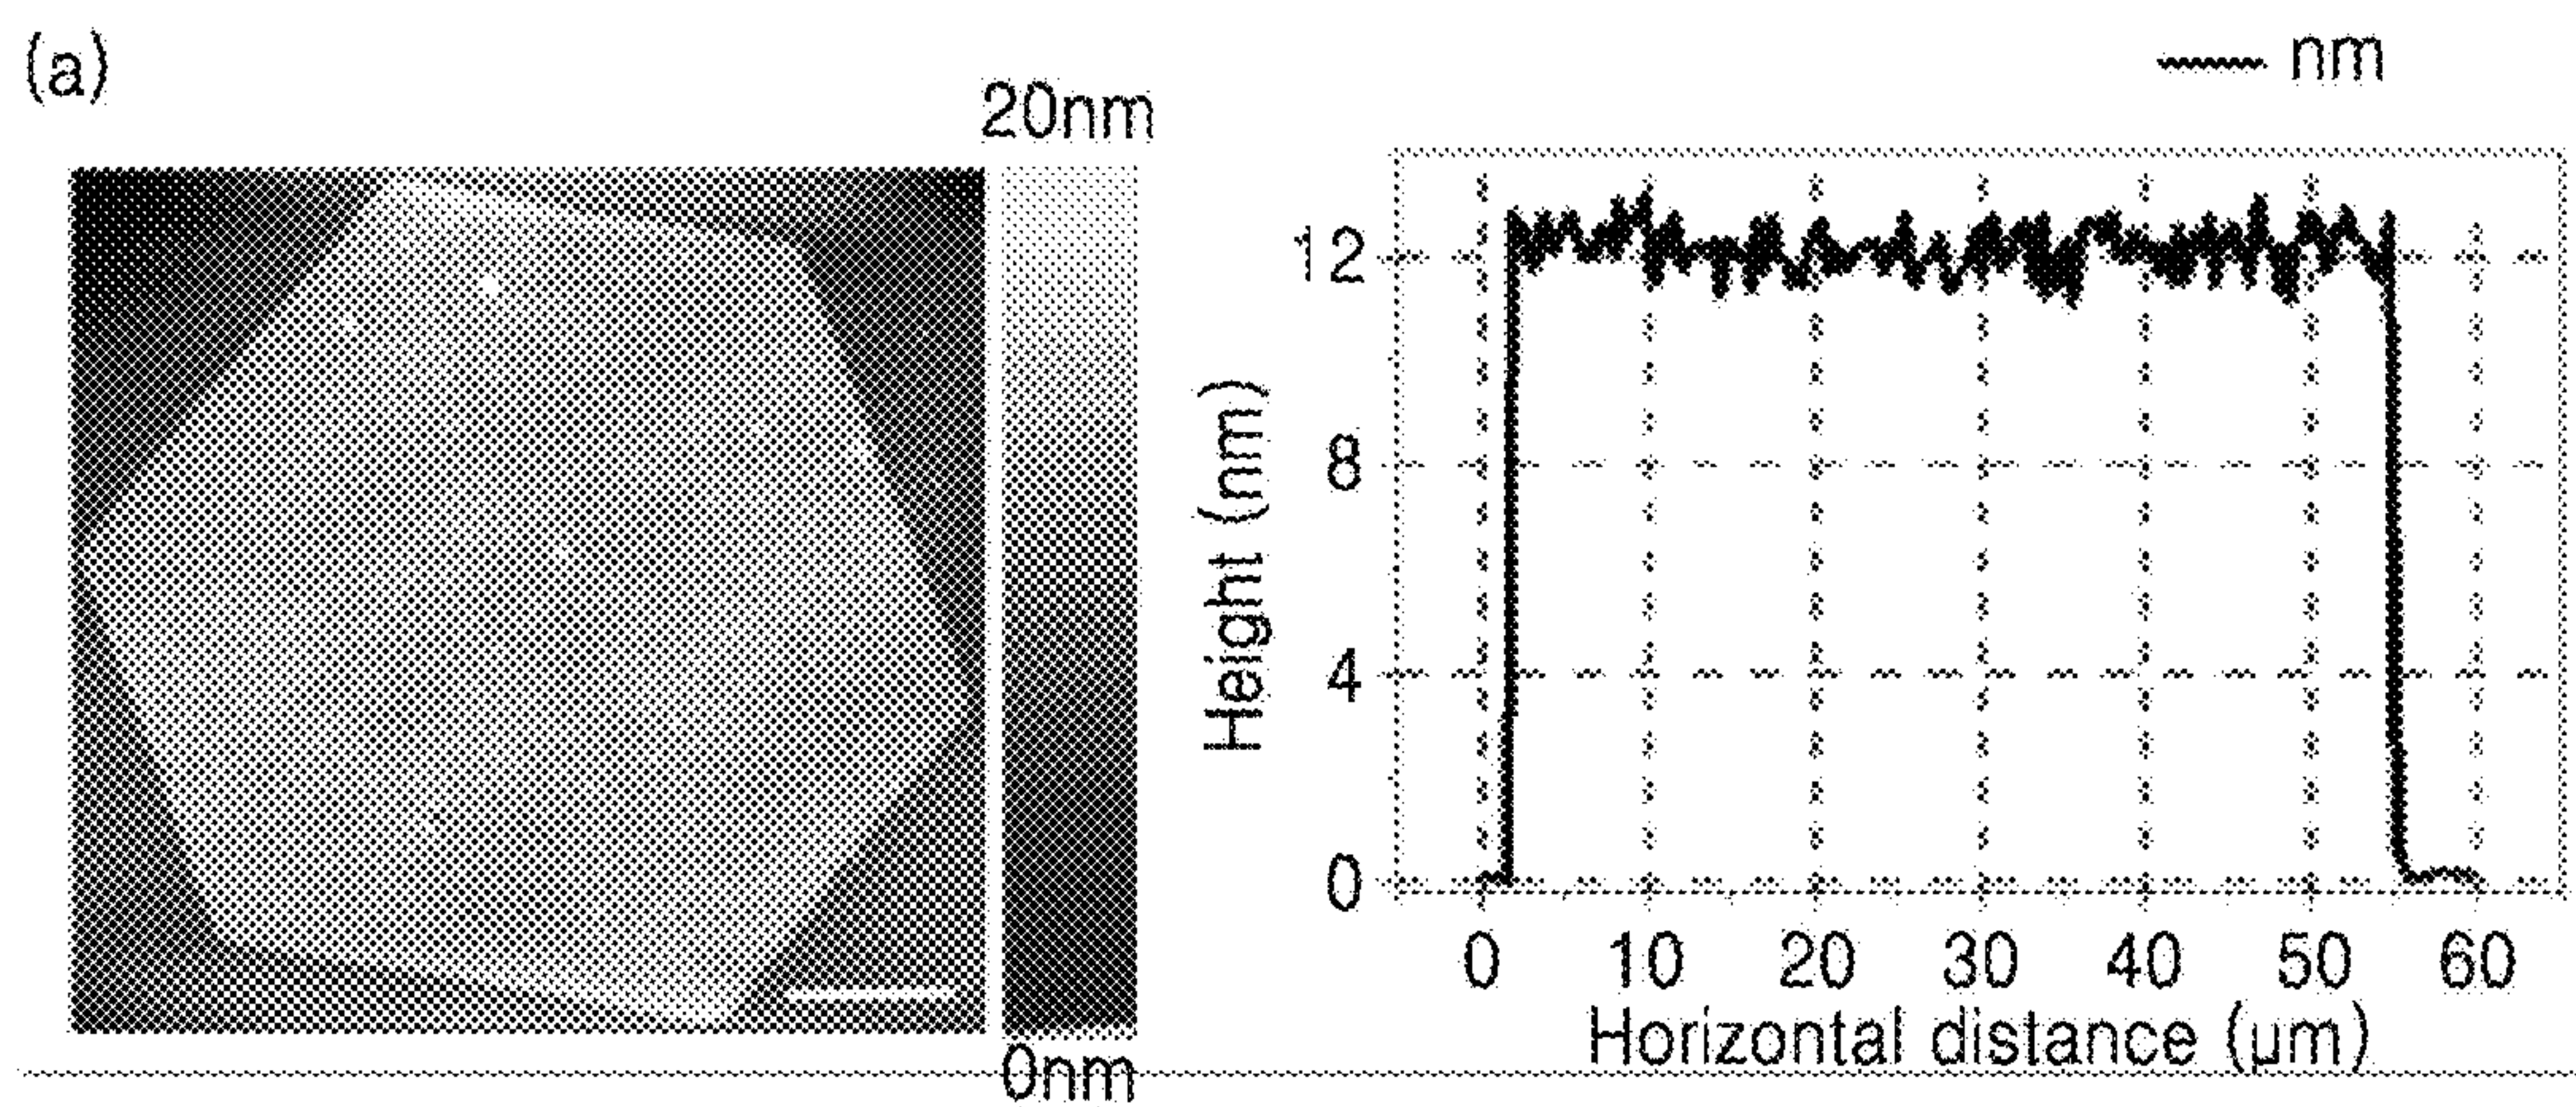 (a)
20nm
0nm
nm
Height (nm)
12
8
4
0
0 10 20 30 40 50 60
Horizontal distance (μm)